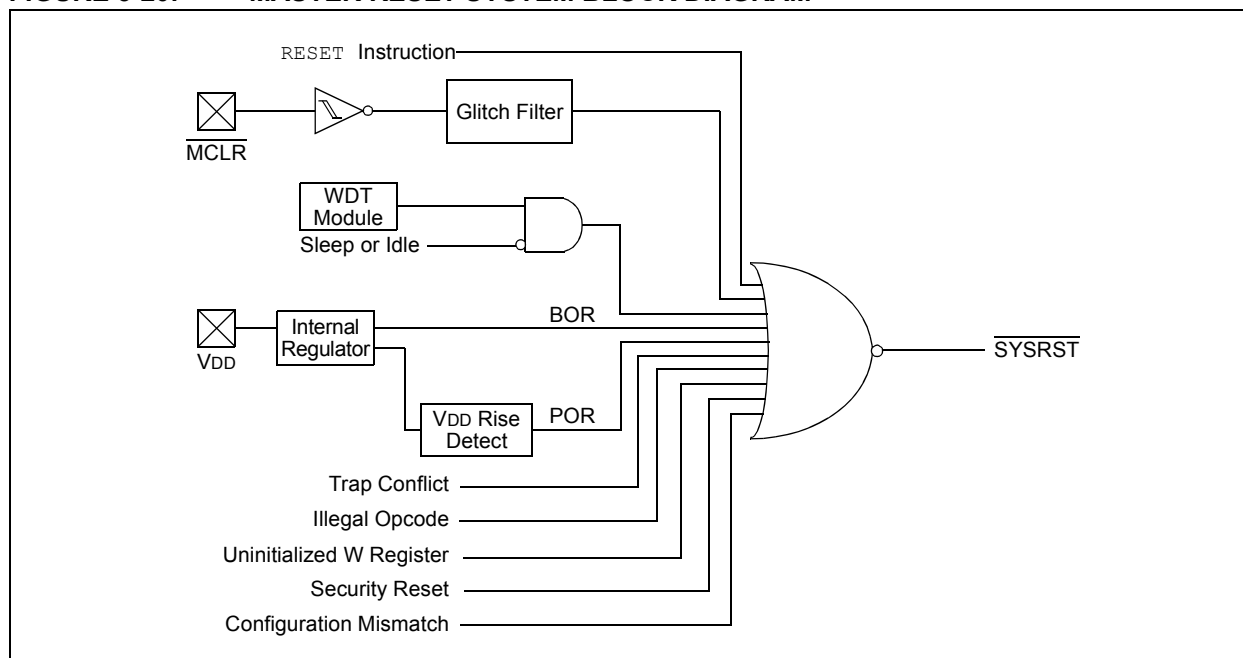 RESET Instruction
Glitch Filter
MCLR
WDT
Module
Sleep or Idle
BOR
Internal
Regulator
VDD
SYSRST
POR
VDD Rise
Detect
Trap Conflict
Illegal Opcode
Uninitialized W Register
Security Reset
Configuration Mismatch